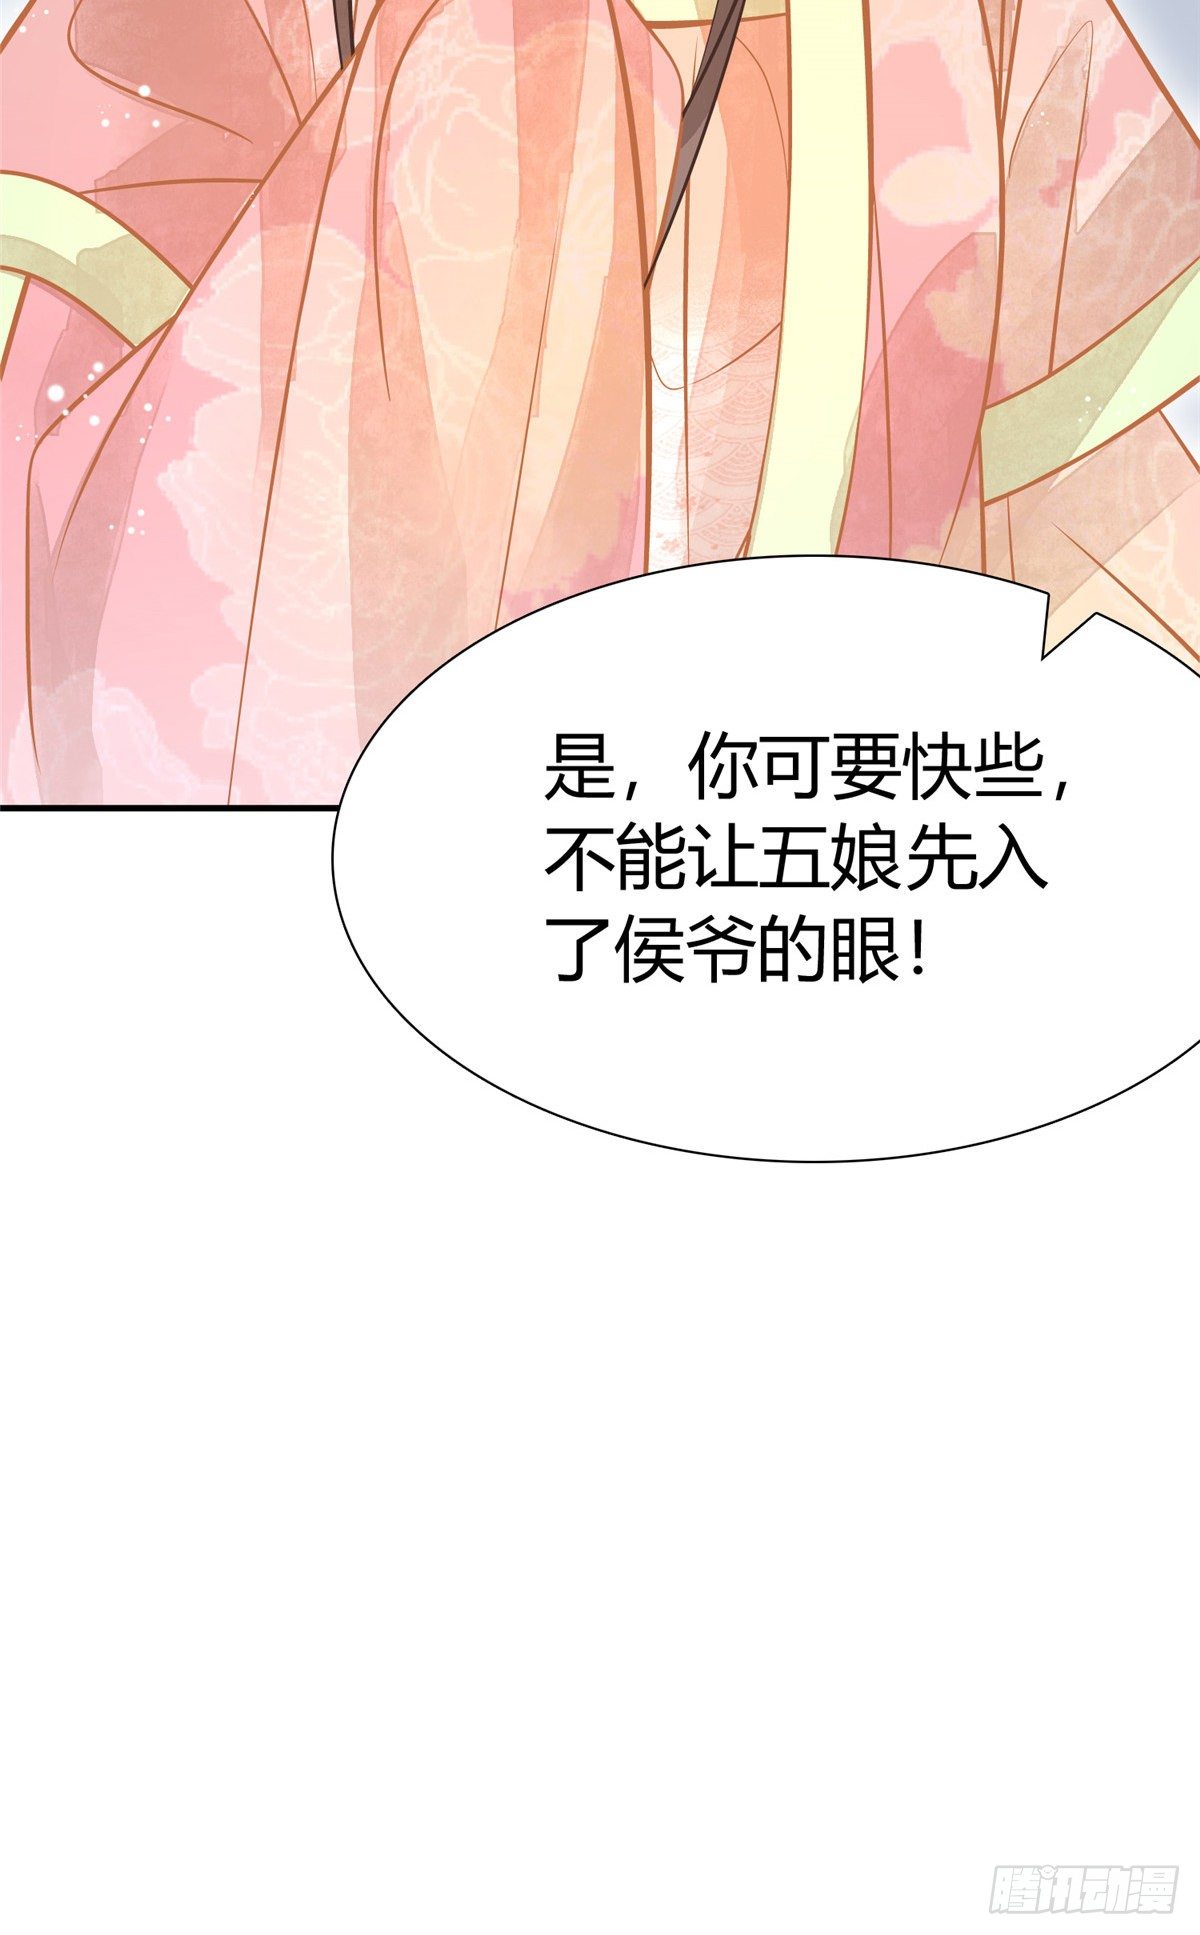 是，你可要快些，
不能让五娘先入
了侯爷的眼！
腾讯动漫